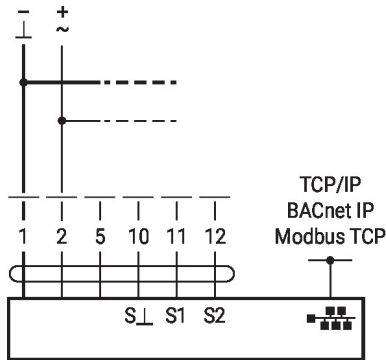 − +
⊥ ~
TCP/IP
BACnet IP
Modbus TCP
1 2 5 10 11 12
S⊥ S1 S2